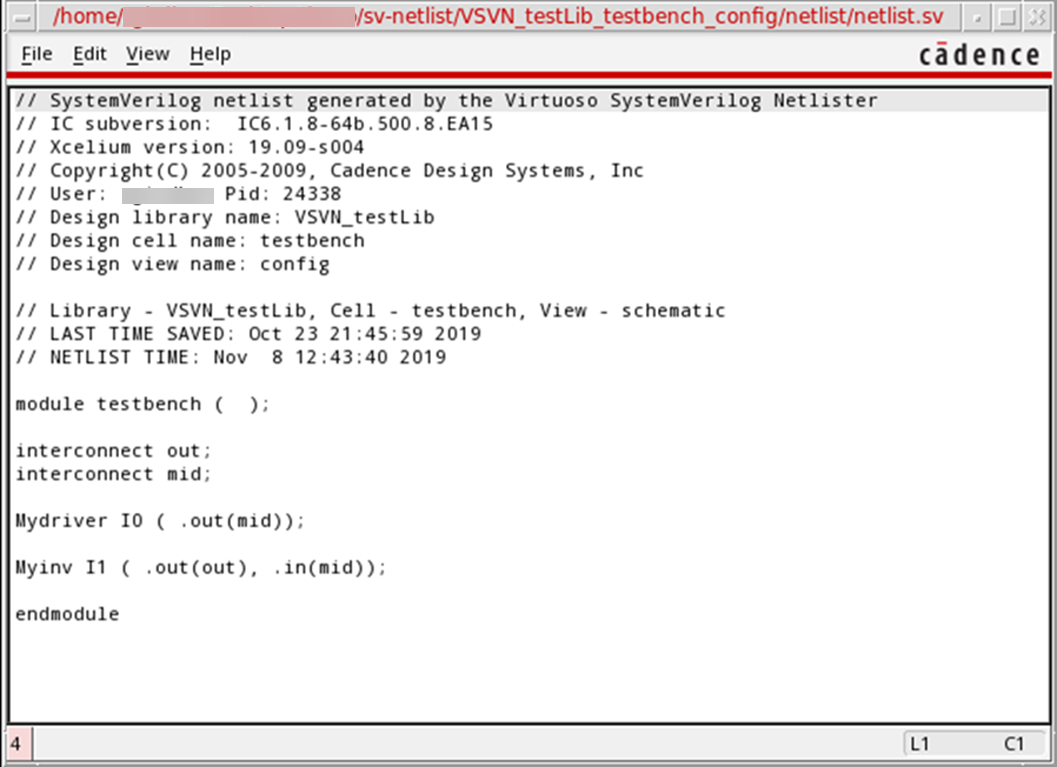 /home/ /sv-netlist/VSVN_testLib_testbench_config/netlist/netlist.sv
File Edit View Help cādence
// SystemVerilog netlist generated by the Virtuoso SystemVerilog Netlister
// IC subversion:  IC6.1.8-64b.500.8.EA15
// Xcelium version: 19.09-s004
// Copyright(C) 2005-2009, Cadence Design Systems, Inc
// User: Pid: 24338
// Design library name: VSVN_testLib
// Design cell name: testbench
// Design view name: config
// Library - VSVN_testLib, Cell - testbench, View - schematic
// LAST TIME SAVED: Oct 23 21:45:59 2019
// NETLIST TIME: Nov  8 12:43:40 2019
module testbench (  );
interconnect out;
interconnect mid;
Mydriver I0 ( .out(mid));
Myinv I1 ( .out(out), .in(mid));
endmodule
4 L1 C1